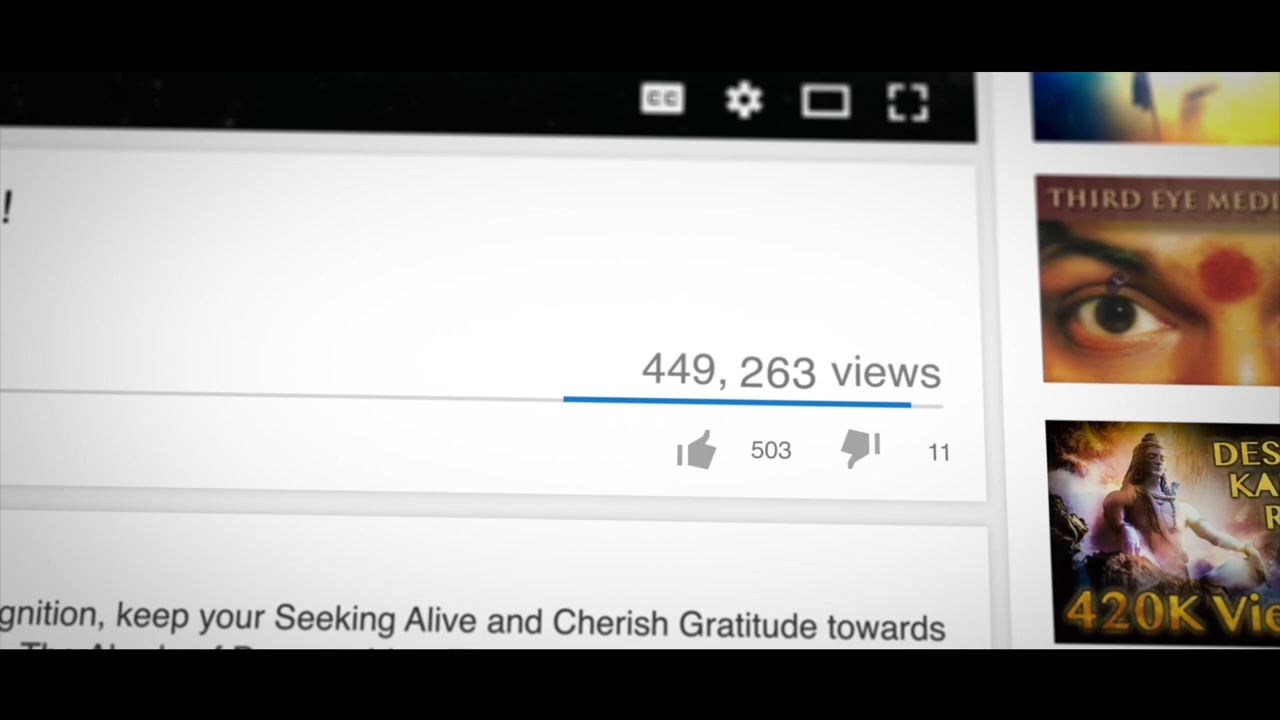 CC
!
THIRD EYE MEDI
449, 263 views
503 11
DES
KA
R
420K Vie
gnition, keep your Seeking Alive and Cherish Gratitude towards